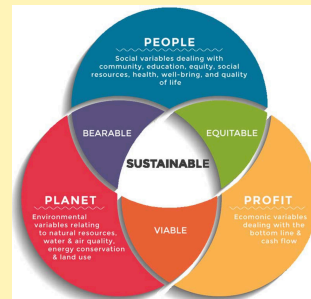 PEOPLE
Social variables dealing with
community, education, equity, social
resources, health, well-bring, and quality
of life
BEARABLE
EQUITABLE
SUSTAINABLE
PLANET
Environmental
variables relating
to natural resources,
water & air quality,
energy conservation
& land use
VIABLE
PROFIT
Ecomonic variables
dealing with the
bottom line &
cash flow